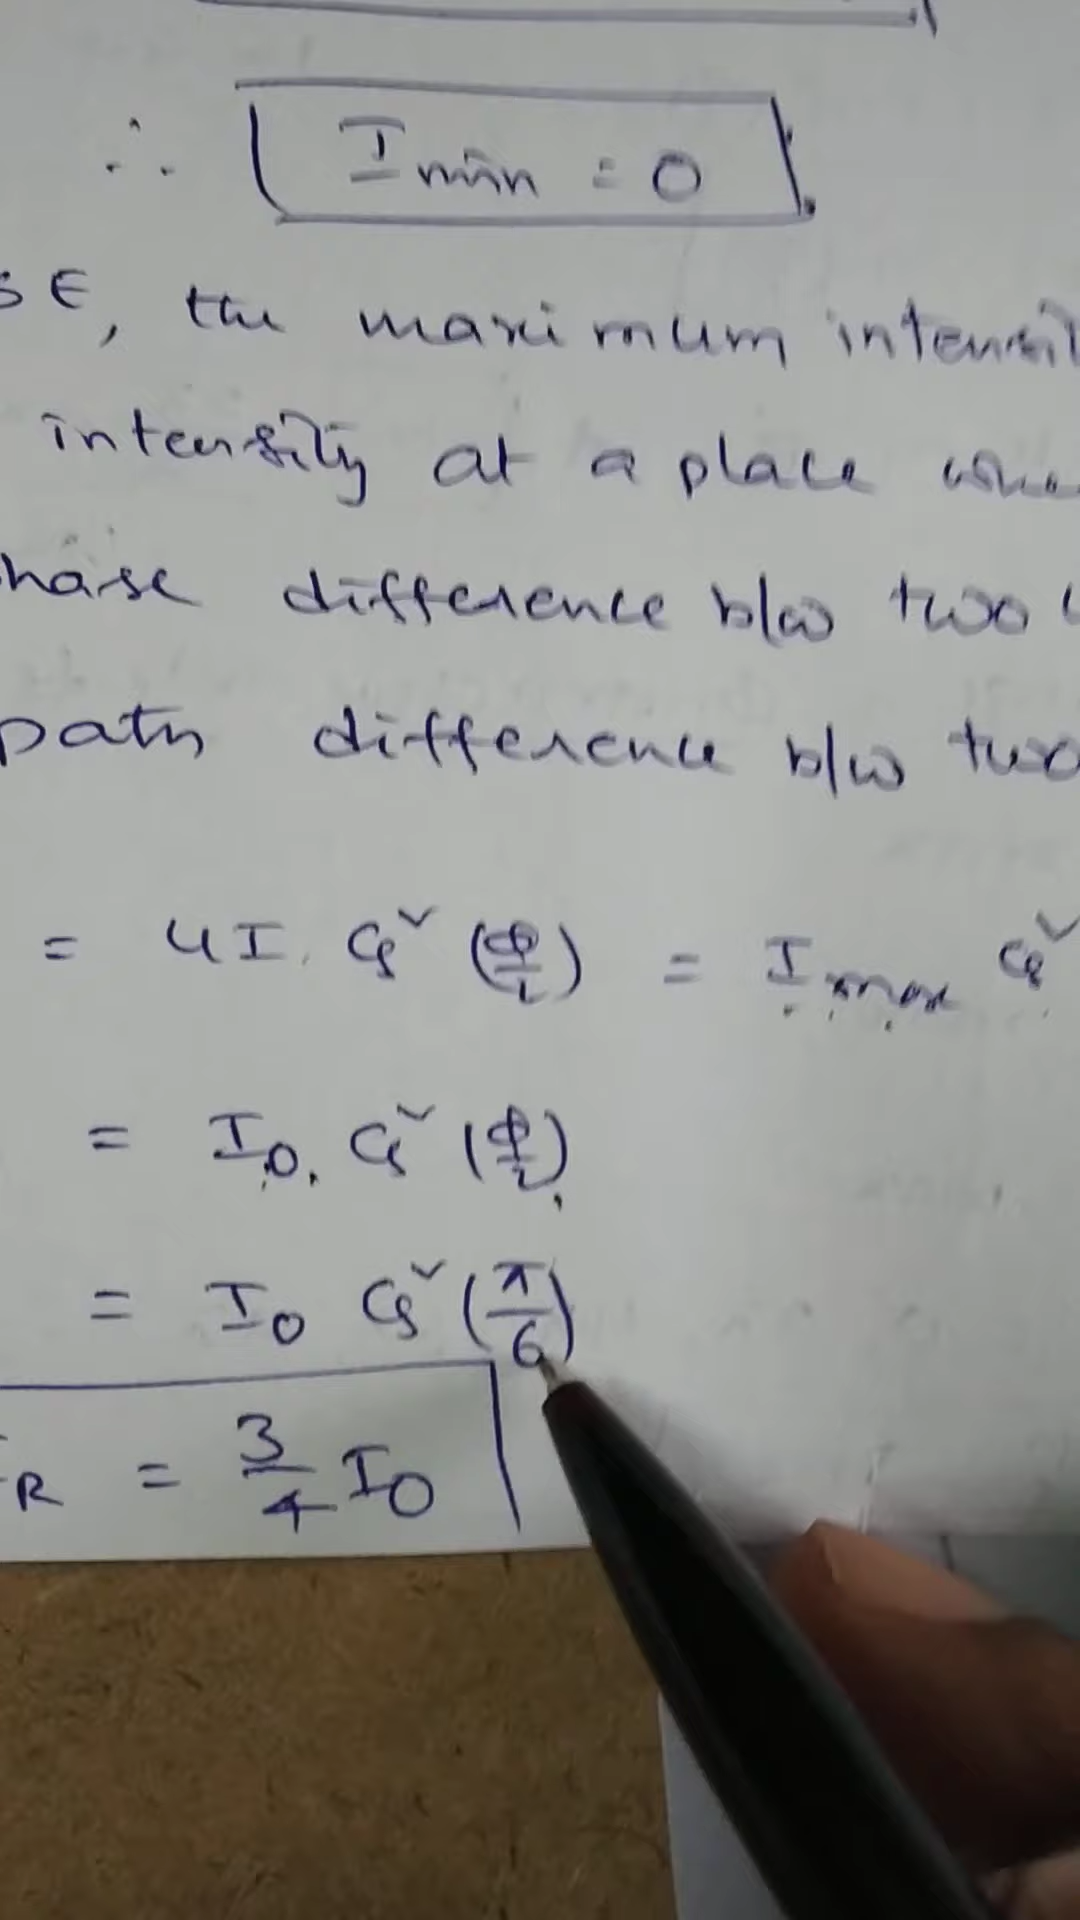 ∴ I min = 0
SE, the maximum intensi
intensity at a place
hase difference b/w two
path difference b/w two
= 4I. cos² (φ/2) = I max cos²
= I₀. cos² (φ/2)
= I₀ cos² (π/6)
R = 3/4 I₀